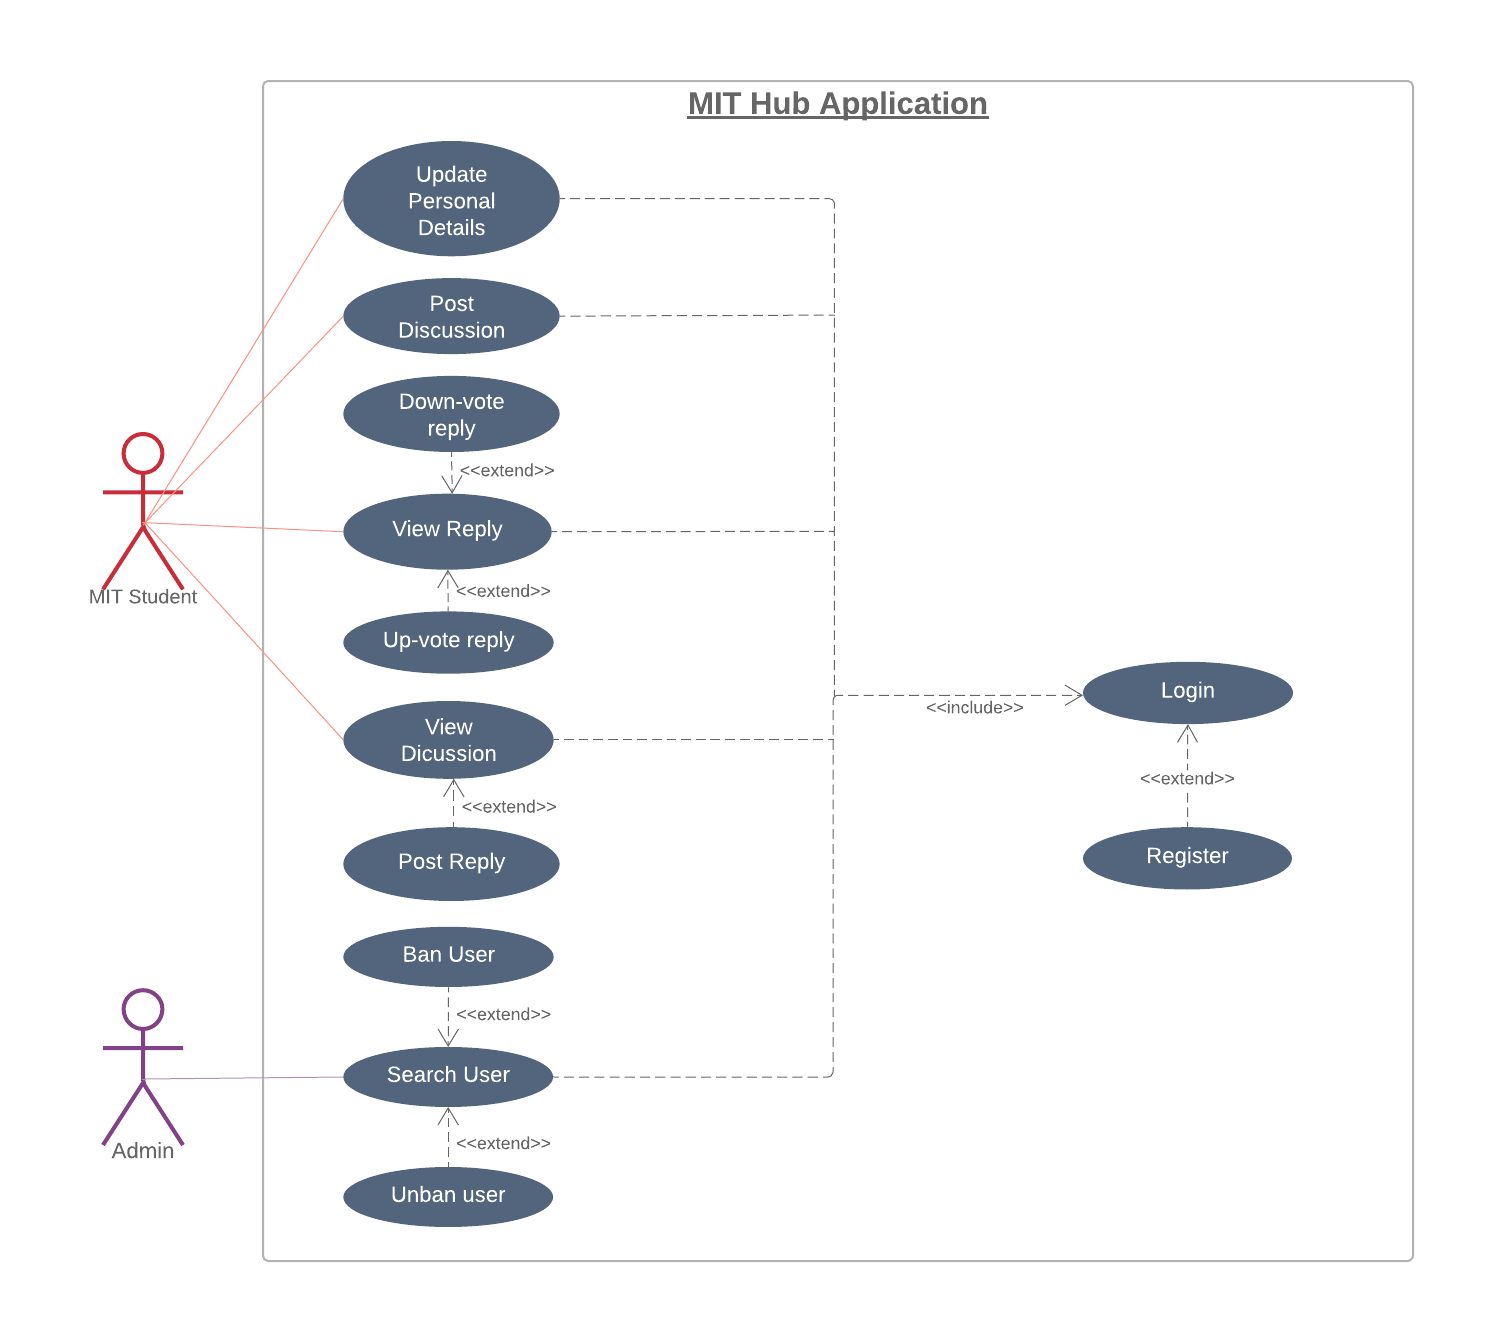 MIT Hub Application
Update
Personal
Details
Post
Discussion
Down-vote
reply
<<extend>>
View Reply
<<extend>>
MIT Student
Up-vote reply
Login
<<include>>
View
Dicussion
<<extend>>
<<extend>>
Post Reply
Register
Ban User
<<extend>>
Search User
<<extend>>
Admin
Unban user